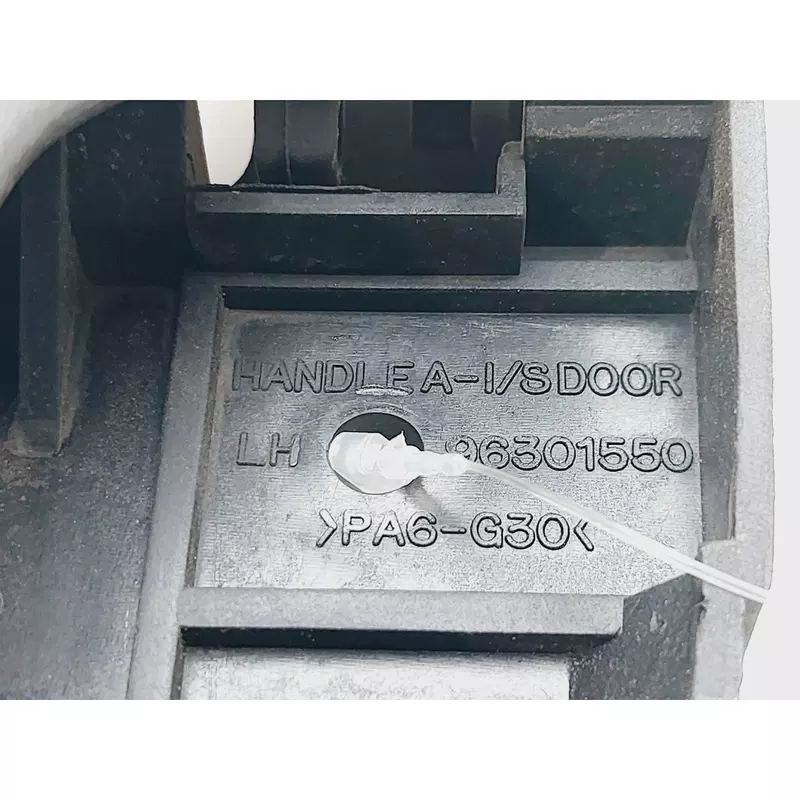 HANDLE A-I/S DOOR
LH 96301550
>PA6-G30<